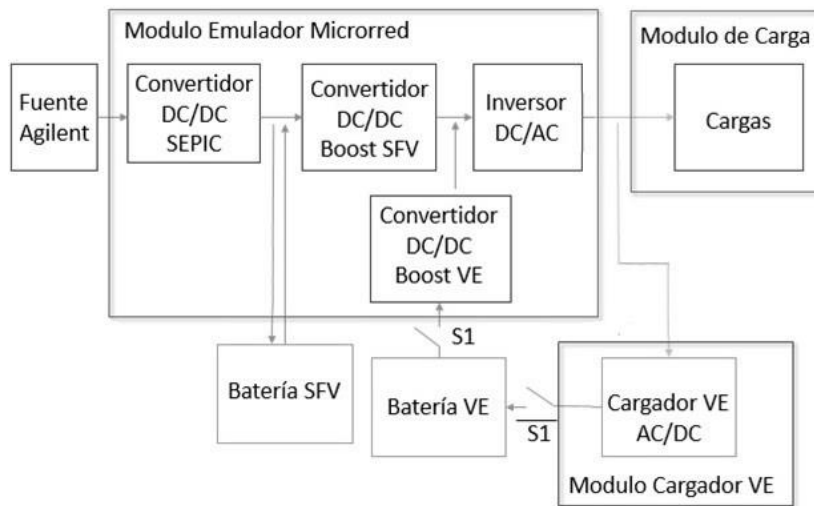 Modulo Emulador Microrred
Modulo de Carga
Fuente
Agilent
Convertidor
DC/DC
SEPIC
Convertidor
DC/DC
Boost SFV
Inversor
DC/AC
Cargas
Convertidor
DC/DC
Boost VE
S1
Batería SFV
Batería VE
S1
Cargador VE
AC/DC
Modulo Cargador VE